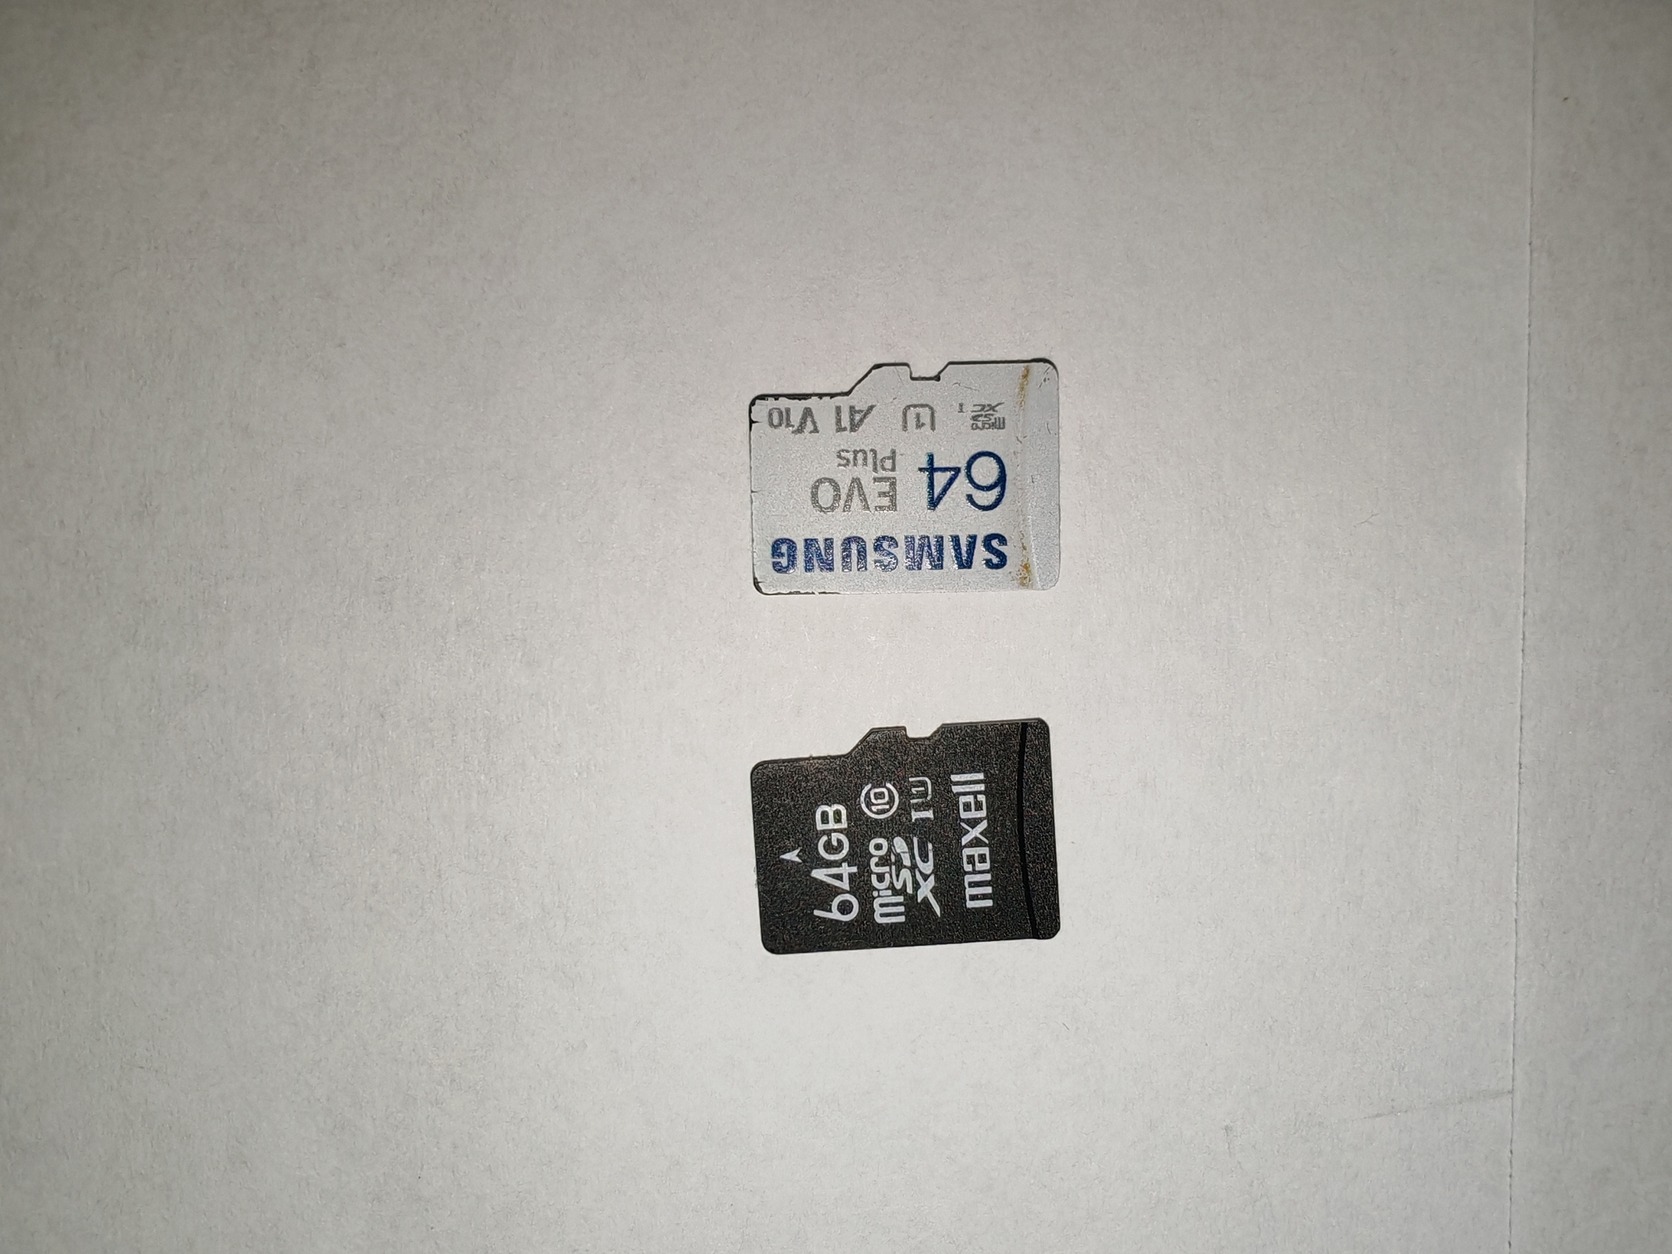 SAMSUNG
EVO
Plus
64
micro
SD
XC I
U1 A1 V10
64GB
micro
SD
XC
10
I U1
maxell